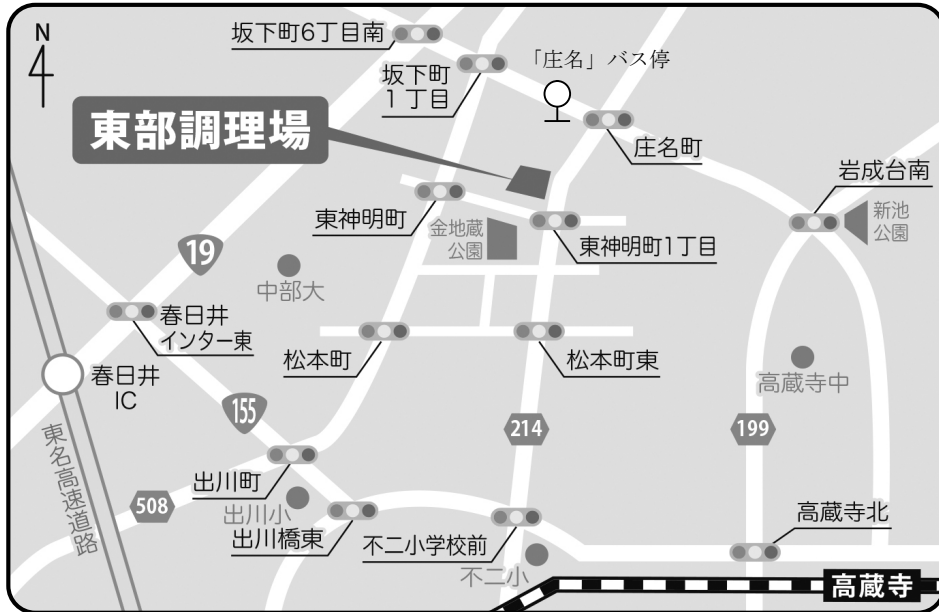 N
坂下町6丁目南
坂下町
1丁目
「庄名」バス停
東部調理場
庄名町
岩成台南
新池
公園
東神明町
金地蔵
公園
東神明町1丁目
19
中部大
春日井
インター東
松本町
松本町東
春日井
IC
高蔵寺中
155
214
199
東名高速道路
出川町
508
出川小
出川橋東
不二小学校前
高蔵寺北
不二小
高蔵寺